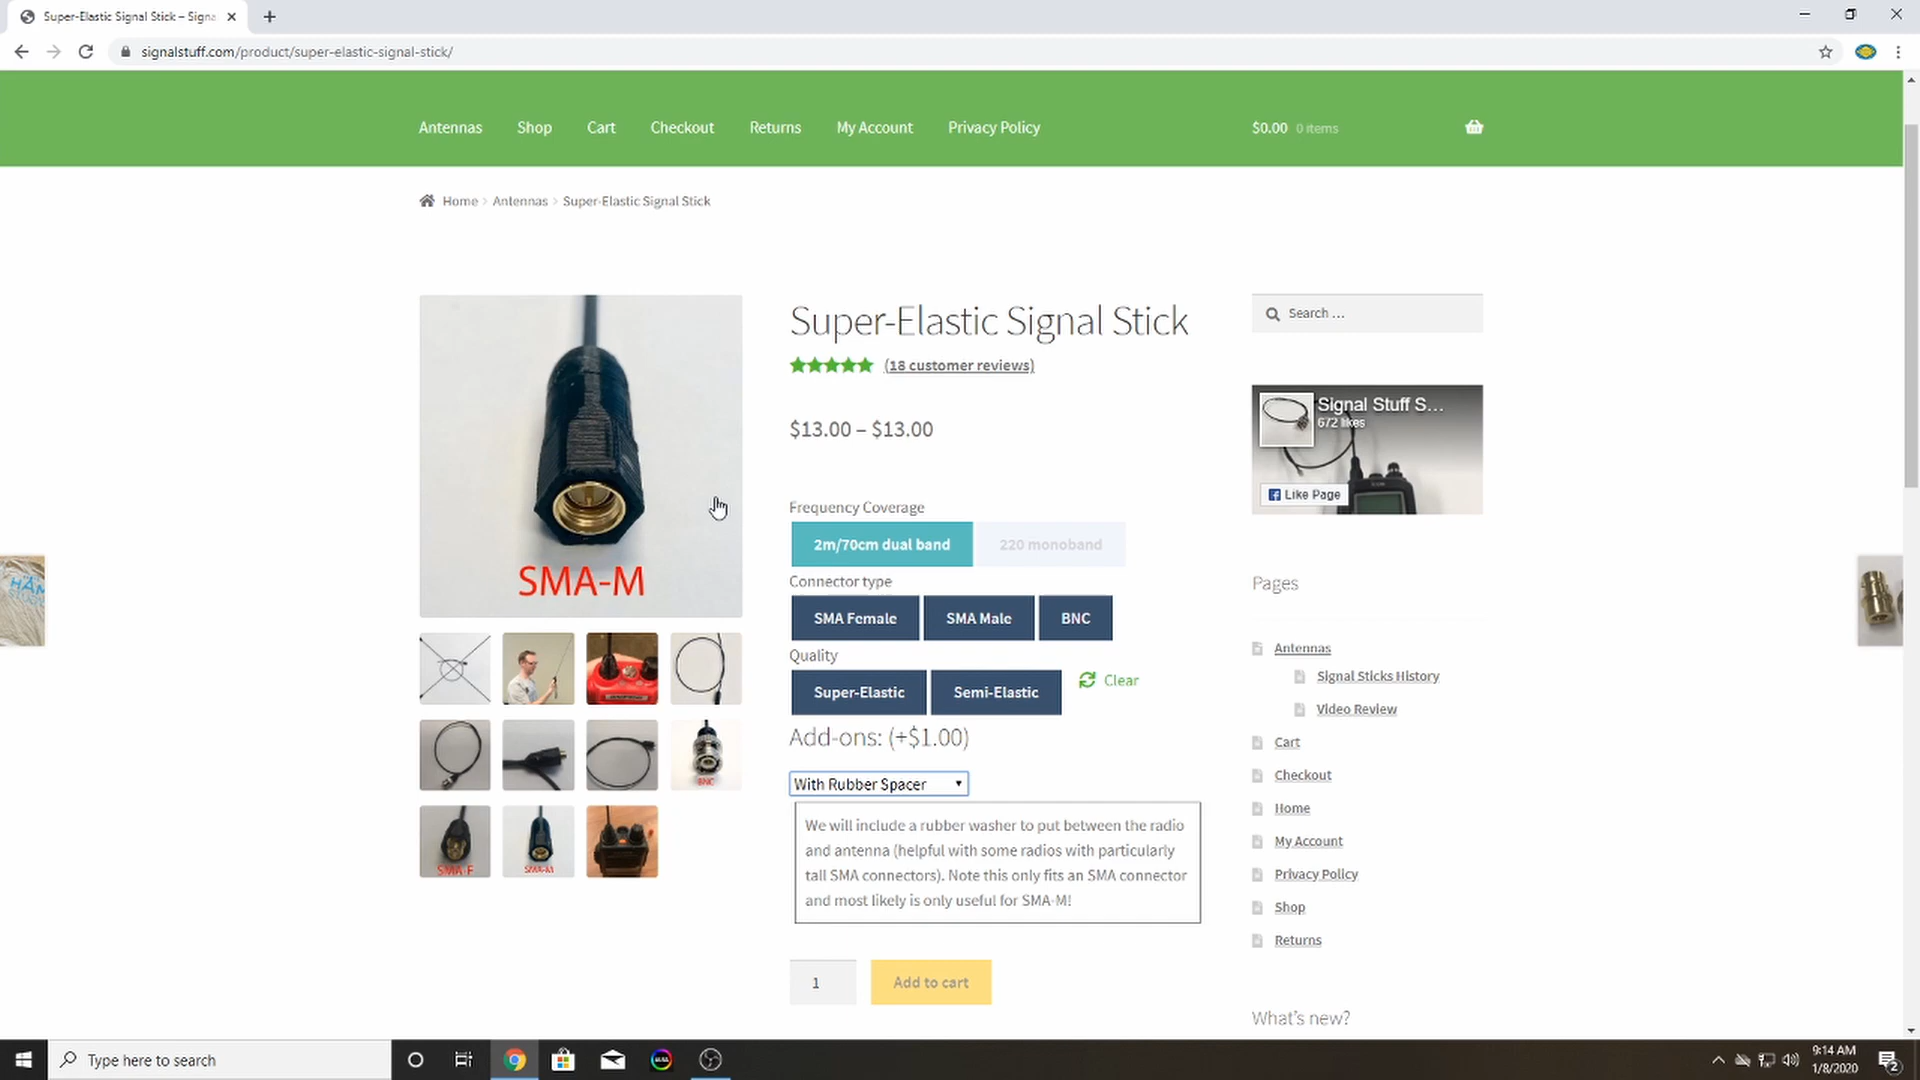 Super-Elastic Signal Stick – Signa
signalstuff.com/product/super-elastic-signal-stick/
Antennas
Shop
Cart
Checkout
Returns
My Account
Privacy Policy
$0.00 0 items
Home > Antennas > Super-Elastic Signal Stick
SMA-M
BNC
SMA-F
SMA-M
Super-Elastic Signal Stick
(18 customer reviews)
$13.00 – $13.00
Frequency Coverage
2m/70cm dual band
220 monoband
Connector type
SMA Female
SMA Male
BNC
Quality
Super-Elastic
Semi-Elastic
Clear
Add-ons: (+$1.00)
With Rubber Spacer
We will include a rubber washer to put between the radio
and antenna (helpful with some radios with particularly
tall SMA connectors). Note this only fits an SMA connector
and most likely is only useful for SMA-M!
1
Add to cart
Search ...
Signal Stuff S...
672 likes
Like Page
Pages
Antennas
Signal Sticks History
Video Review
Cart
Checkout
Home
My Account
Privacy Policy
Shop
Returns
What's new?
Type here to search
9:14 AM
1/8/2020
2